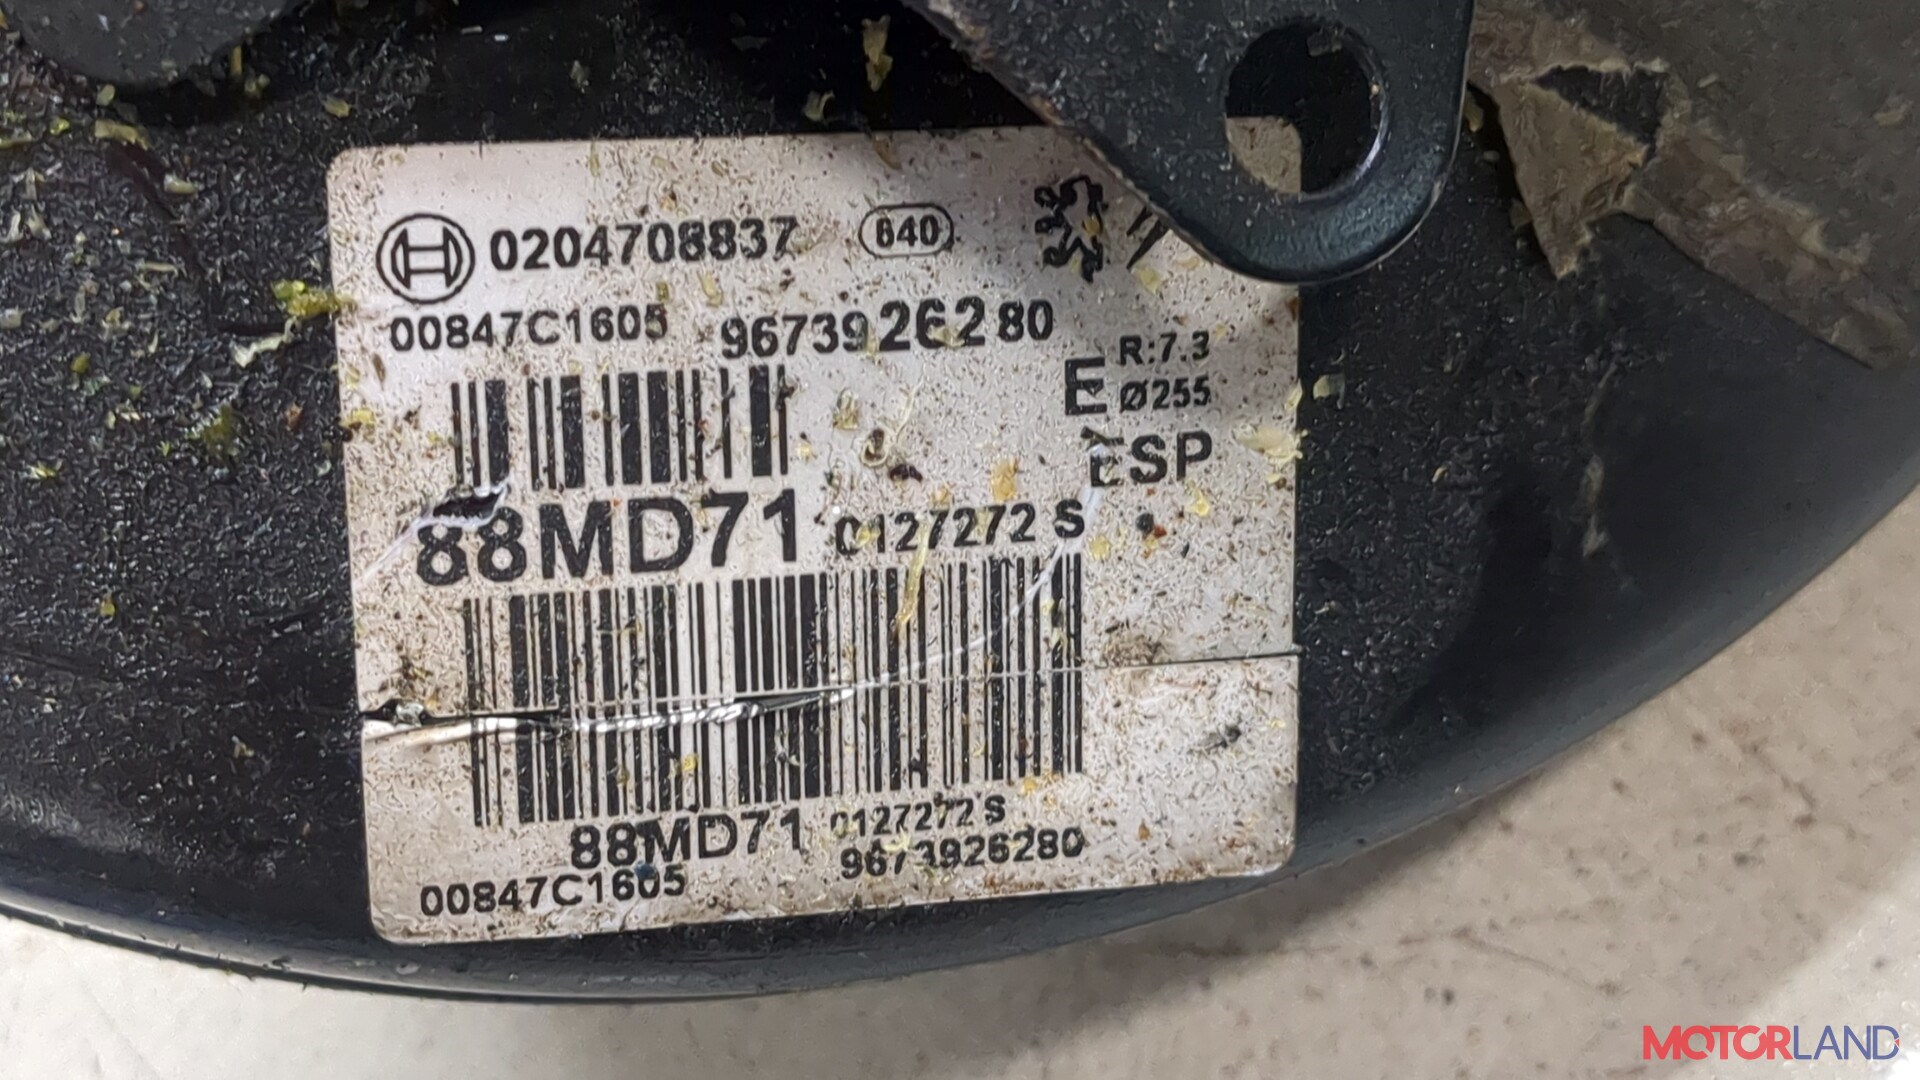 0204708837 640
00847C1605 9673926280
E R:7.3
Ø255
ESP
88MD71 0127272 S
88MD71 0127272 S
9673926280
00847C1605
MOTORLAND